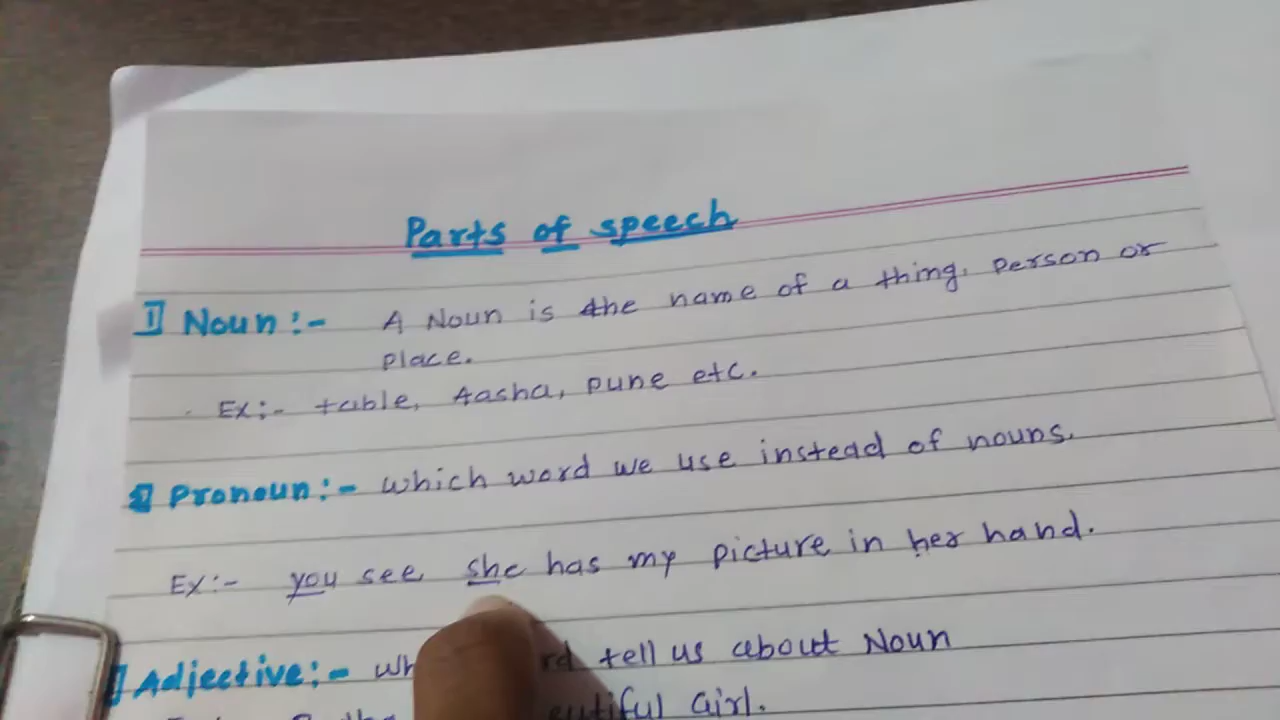 Parts of speech
1] Noun :- A Noun is the name of a thing, person or
place.
Ex :- table, Aasha, pune etc.
2] Pronoun :- which word we use instead of nouns.
Ex :- you see she has my picture in her hand.
] Adjective :- tell us about Noun
girl.